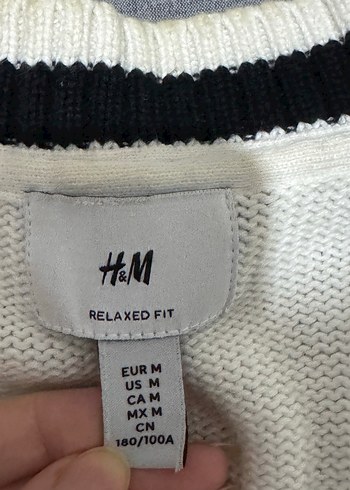 H&M
RELAXED FIT
EUR M
US M
CA M
MX M
CN
180/100A